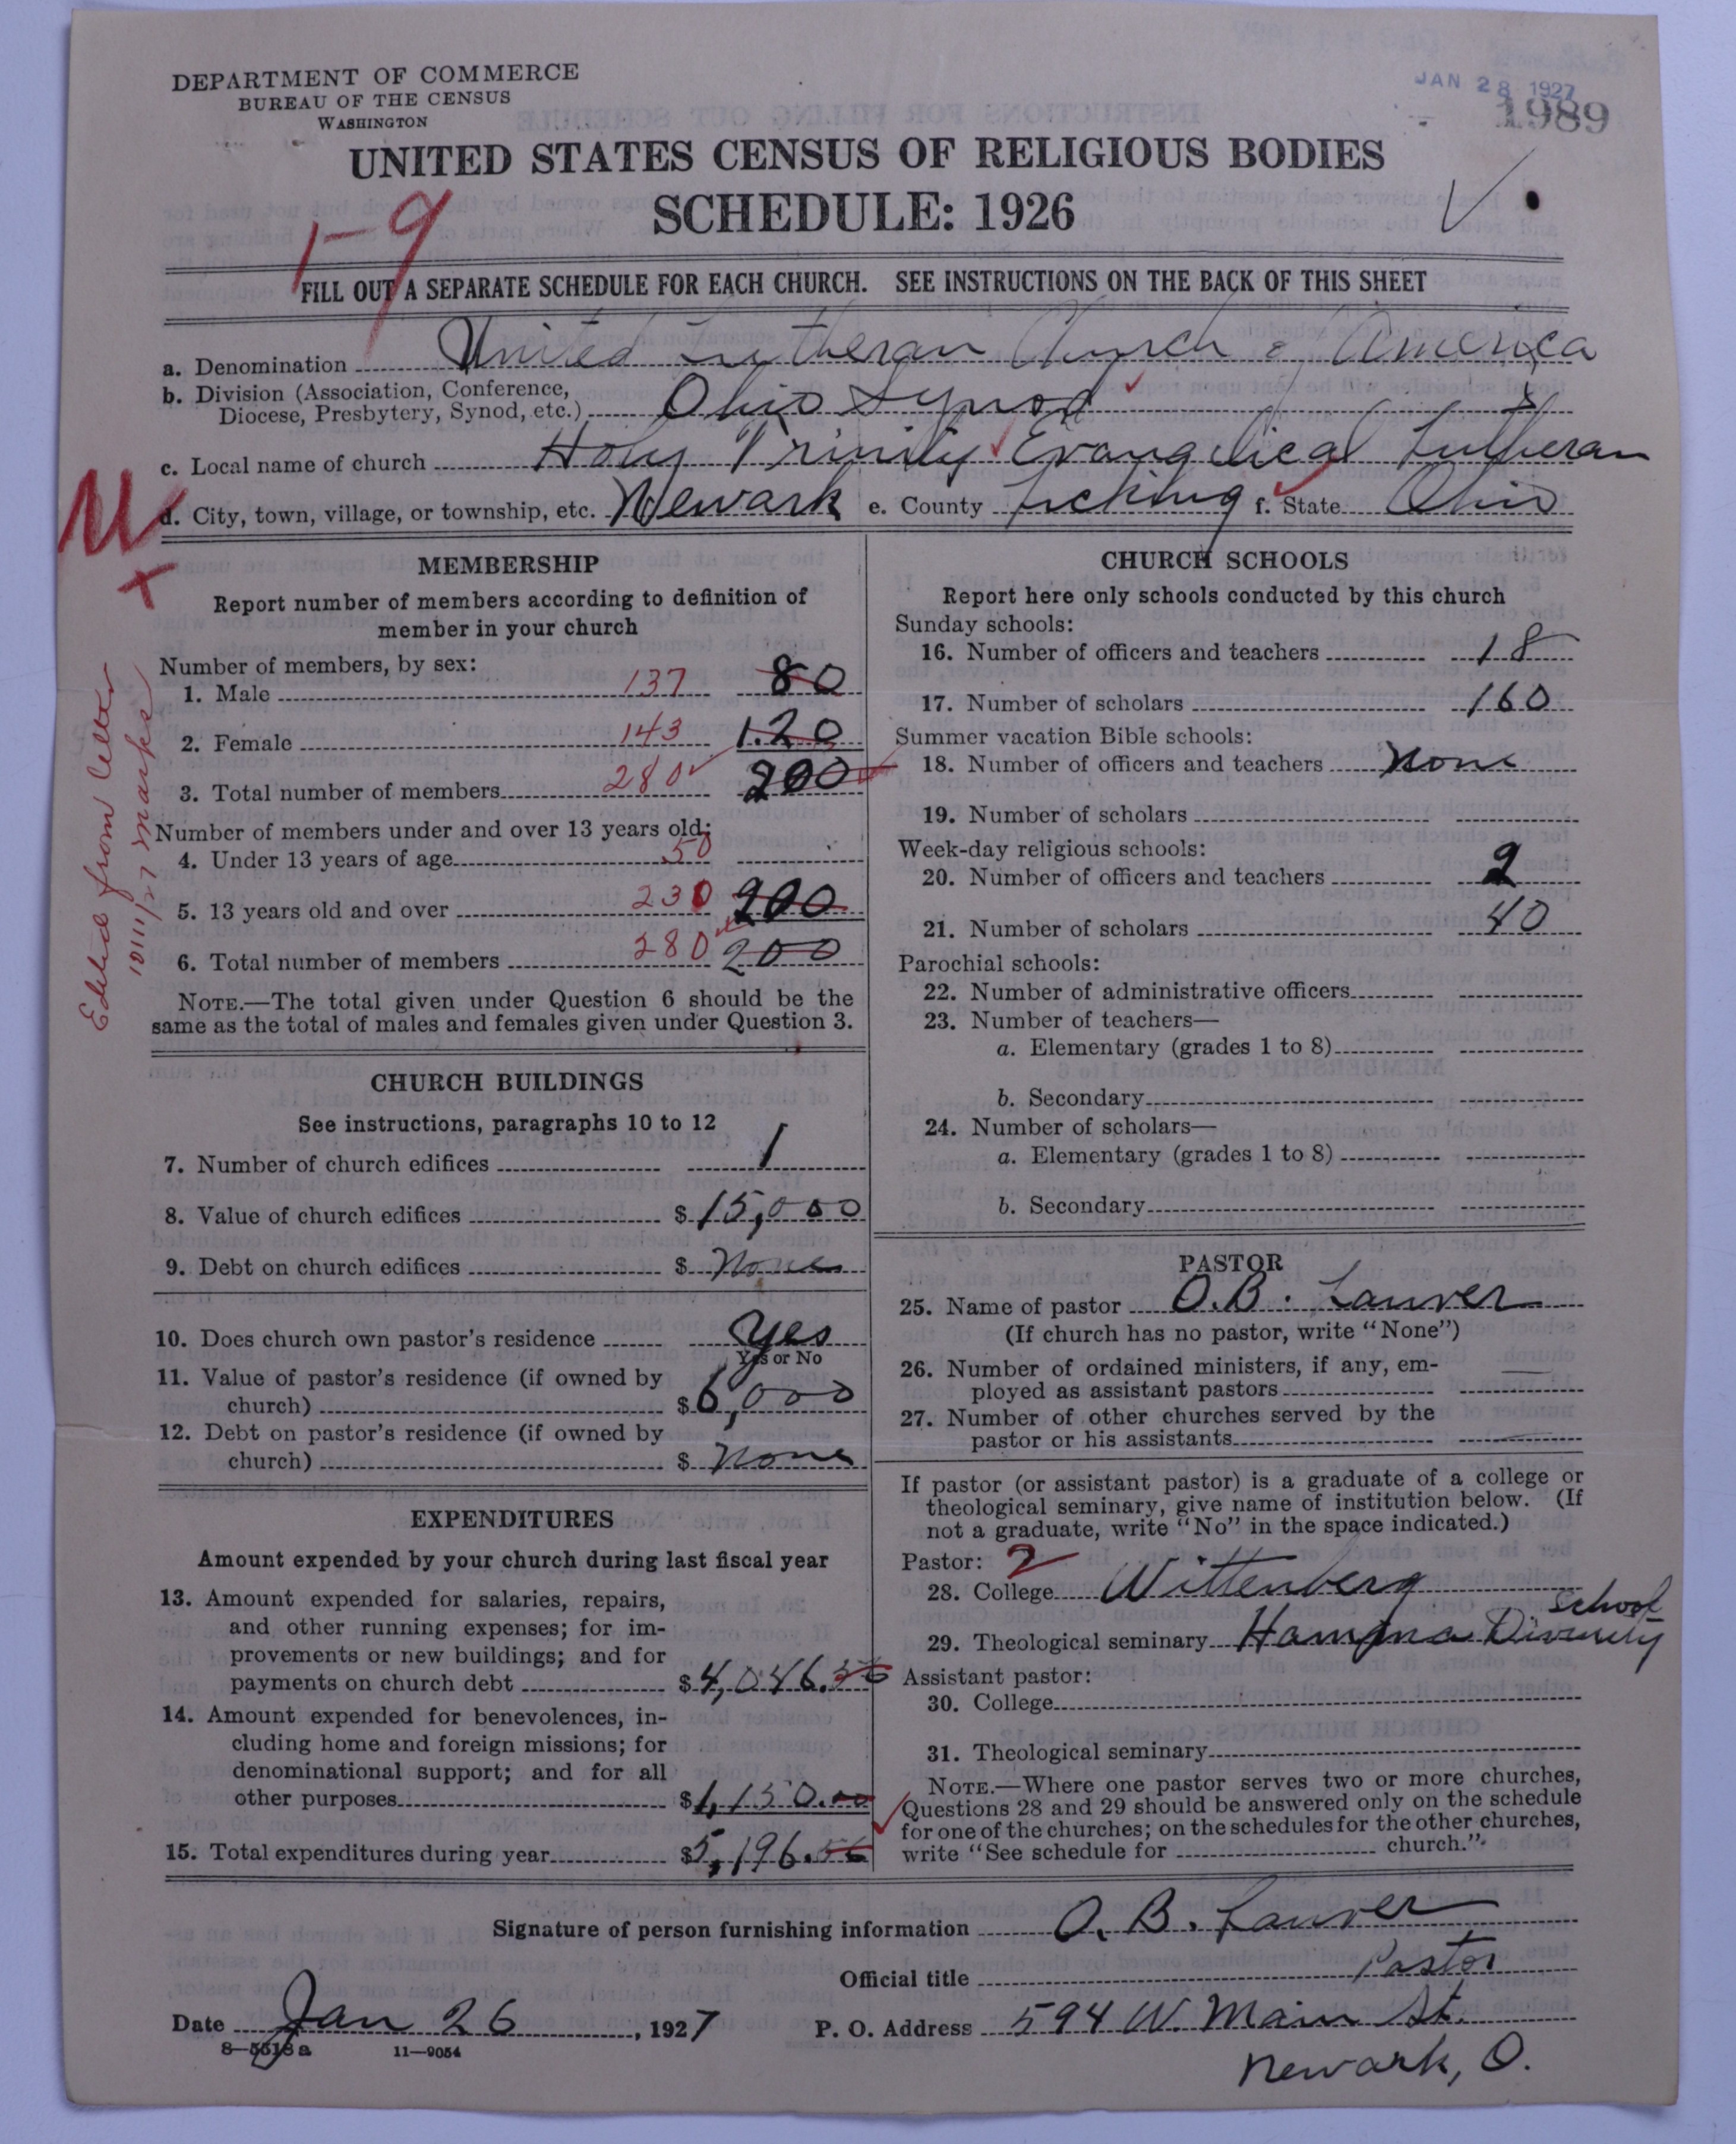 DEPARTMENT OF COMMERCE
BUREAU OF THE CENSUS
WASHINGTON
JAN 28 1927
1989
UNITED STATES CENSUS OF RELIGIOUS BODIES
SCHEDULE: 1926
1-9
FILL OUT A SEPARATE SCHEDULE FOR EACH CHURCH. SEE INSTRUCTIONS ON THE BACK OF THIS SHEET
a. Denomination United Lutheran Church of America
b. Division (Association, Conference,
Diocese, Presbytery, Synod, etc.) Ohio Synod
c. Local name of church Holy Trinity Evangelical Lutheran
d. City, town, village, or township, etc. Newark e. County Licking f. State Ohio
Edited from letter
10/11/27 Marks
MEMBERSHIP
Report number of members according to definition of
member in your church
Number of members, by sex:
1. Male 137 80
2. Female 143 120
3. Total number of members 280 200
Number of members under and over 13 years old:
4. Under 13 years of age 50
5. 13 years old and over 230 200
6. Total number of members 280 200
NOTE.—The total given under Question 6 should be the
same as the total of males and females given under Question 3.
CHURCH BUILDINGS
See instructions, paragraphs 10 to 12
7. Number of church edifices 1
8. Value of church edifices $ 15,000
9. Debt on church edifices $ None
10. Does church own pastor's residence Yes
Yes or No
11. Value of pastor's residence (if owned by
church) $ 6,000
12. Debt on pastor's residence (if owned by
church) $ None
EXPENDITURES
Amount expended by your church during last fiscal year
13. Amount expended for salaries, repairs,
and other running expenses; for im-
provements or new buildings; and for
payments on church debt $ 4,046.56
14. Amount expended for benevolences, in-
cluding home and foreign missions; for
denominational support; and for all
other purposes $ 1,150.00
15. Total expenditures during year $ 5,196.56
CHURCH SCHOOLS
Report here only schools conducted by this church
Sunday schools:
16. Number of officers and teachers 18
17. Number of scholars 160
Summer vacation Bible schools:
18. Number of officers and teachers None
19. Number of scholars
Week-day religious schools:
20. Number of officers and teachers 2
21. Number of scholars 40
Parochial schools:
22. Number of administrative officers
23. Number of teachers—
a. Elementary (grades 1 to 8)
b. Secondary
24. Number of scholars—
a. Elementary (grades 1 to 8)
b. Secondary
PASTOR
25. Name of pastor O.B. Lauver
(If church has no pastor, write "None")
26. Number of ordained ministers, if any, em-
ployed as assistant pastors
27. Number of other churches served by the
pastor or his assistants
If pastor (or assistant pastor) is a graduate of a college or
theological seminary, give name of institution below. (If
not a graduate, write "No" in the space indicated.)
Pastor: 2
28. College Wittenberg
29. Theological seminary Hamma Divinity School
Assistant pastor:
30. College
31. Theological seminary
NOTE.—Where one pastor serves two or more churches,
Questions 28 and 29 should be answered only on the schedule
for one of the churches; on the schedules for the other churches,
write "See schedule for church."
Signature of person furnishing information O. B. Lauver
Official title Pastor
Date Jan 26, 1927 P. O. Address 594 W. Main St.
Newark, O.
8—5518 a 11—9054